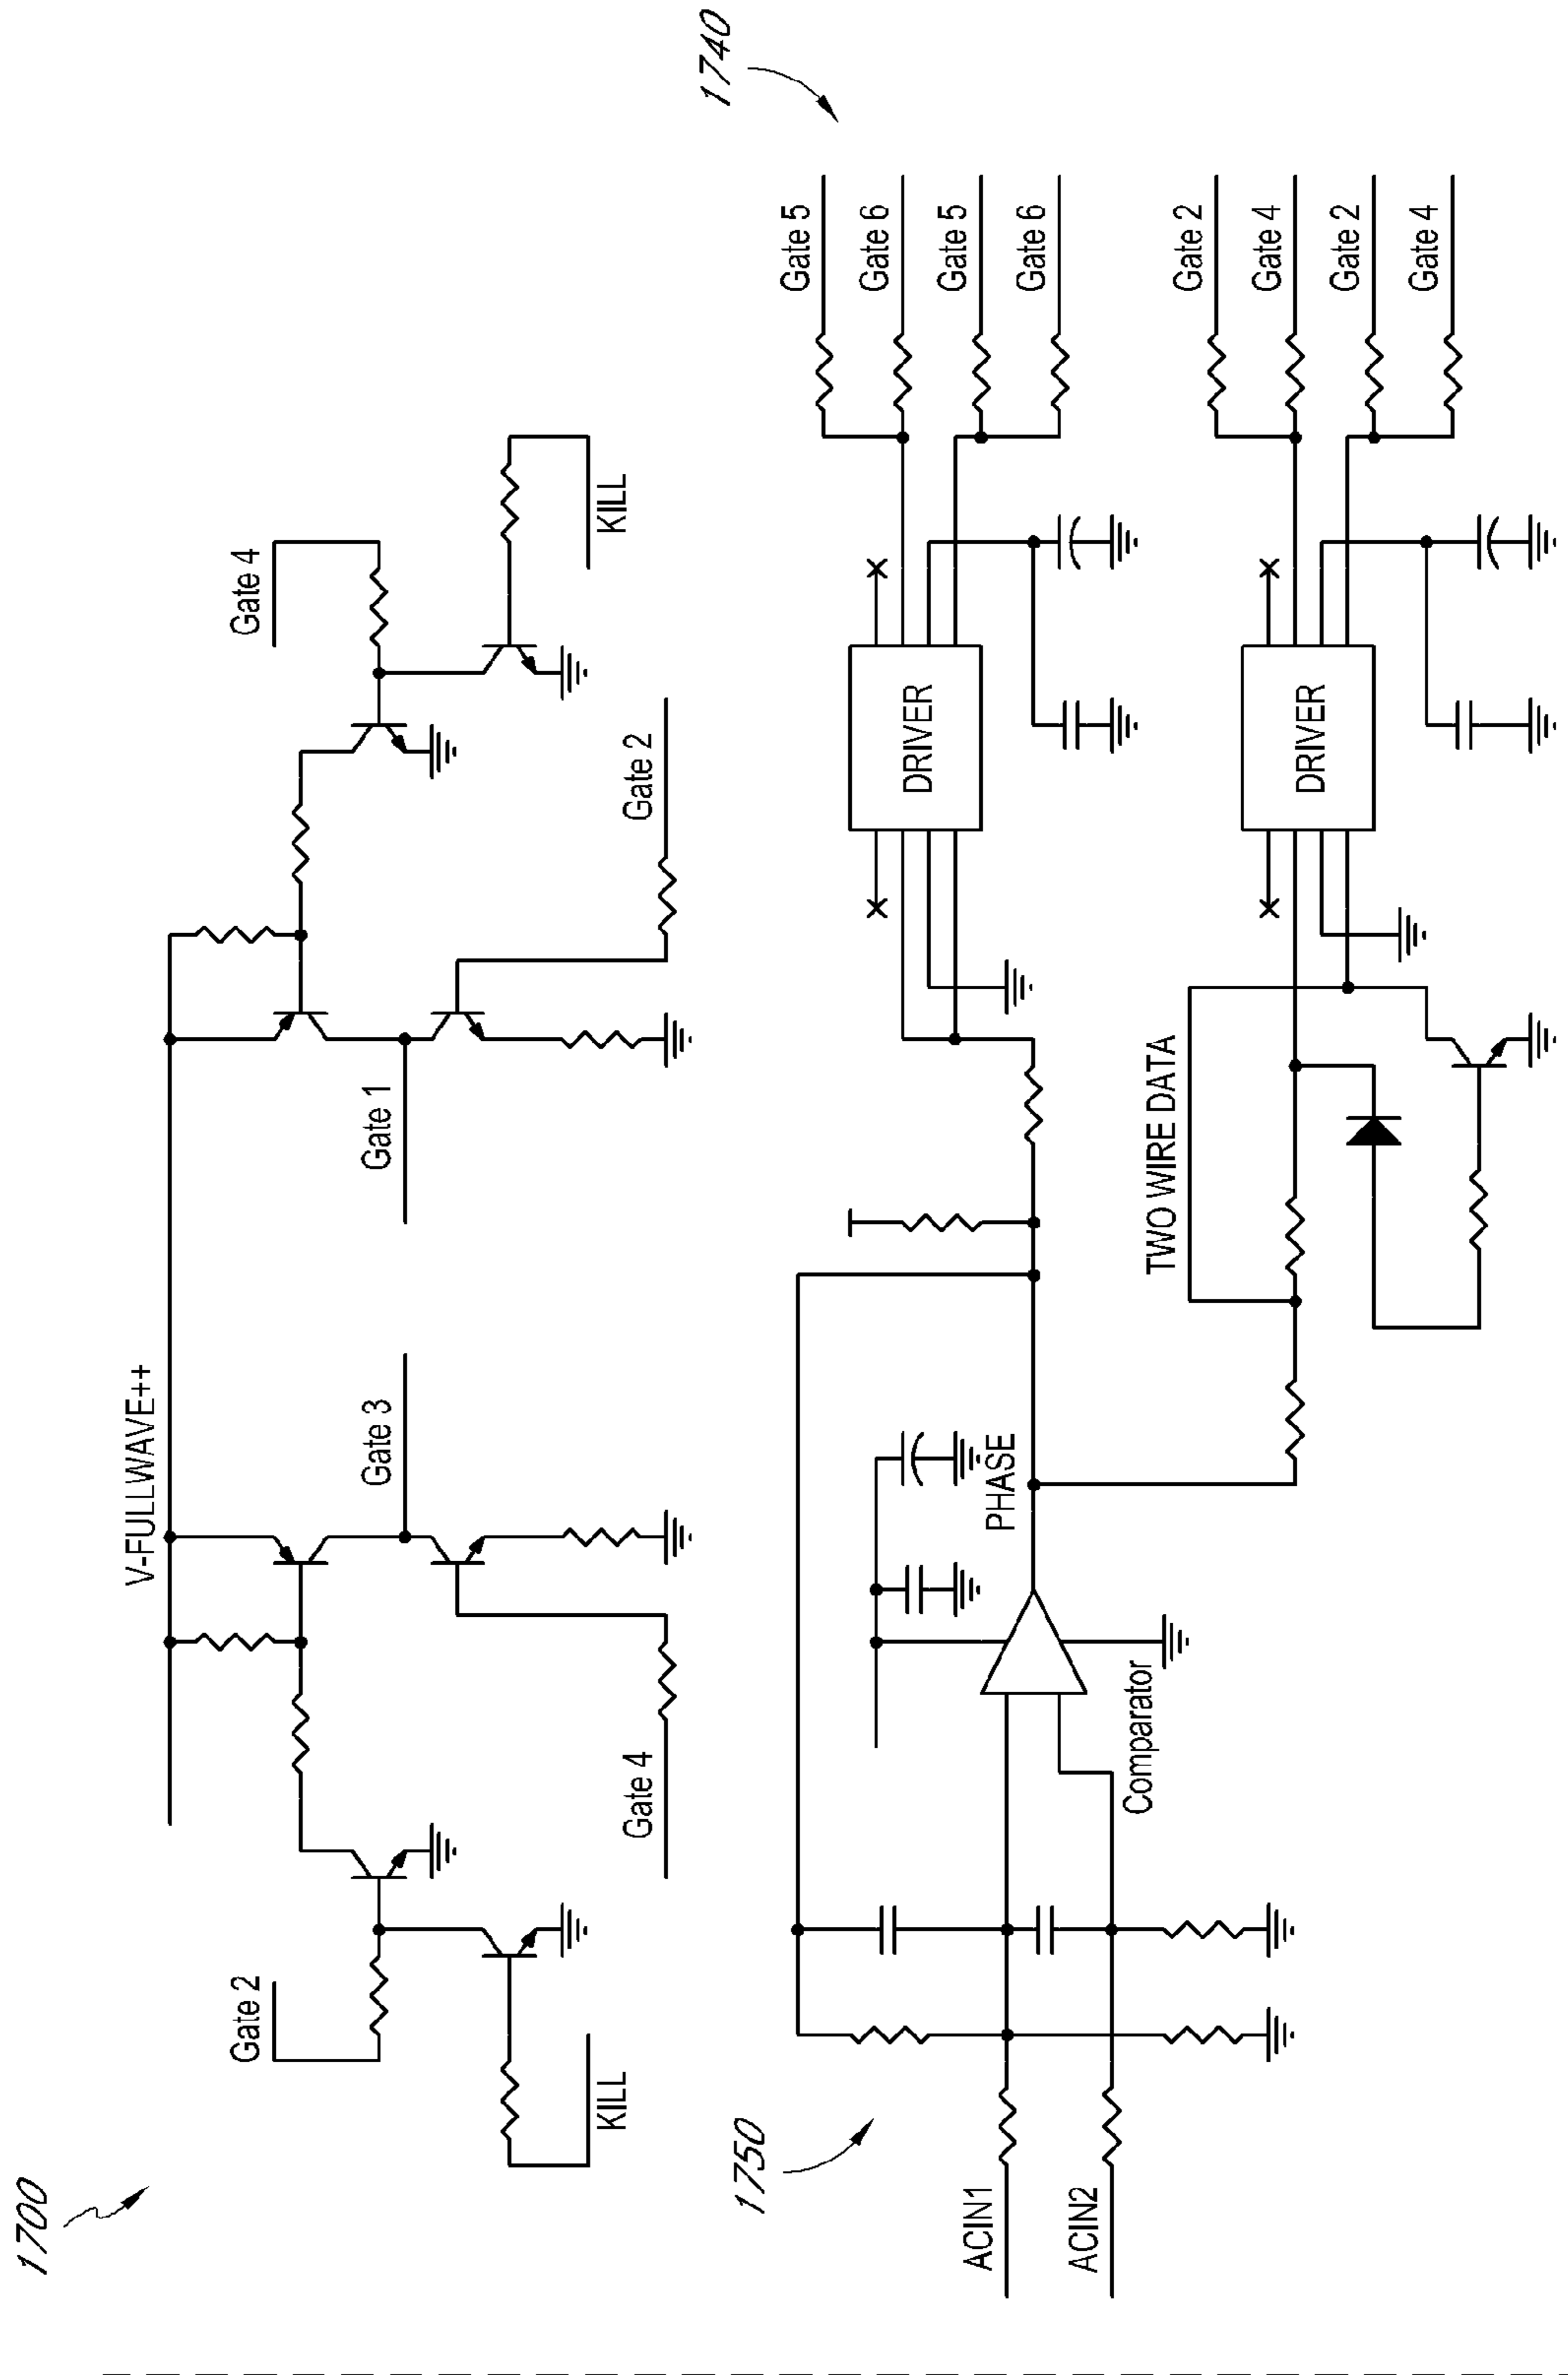 1700
V-FULLWAVE++
Gate 2
Gate 4
Gate 3
Gate 1
KILL
KILL
Gate 4
Gate 2
1740
1750
Gate 5
Gate 6
Gate 5
Gate 6
DRIVER
PHASE
ACIN1
ACIN2
Comparator
TWO WIRE DATA
DRIVER
Gate 2
Gate 4
Gate 2
Gate 4